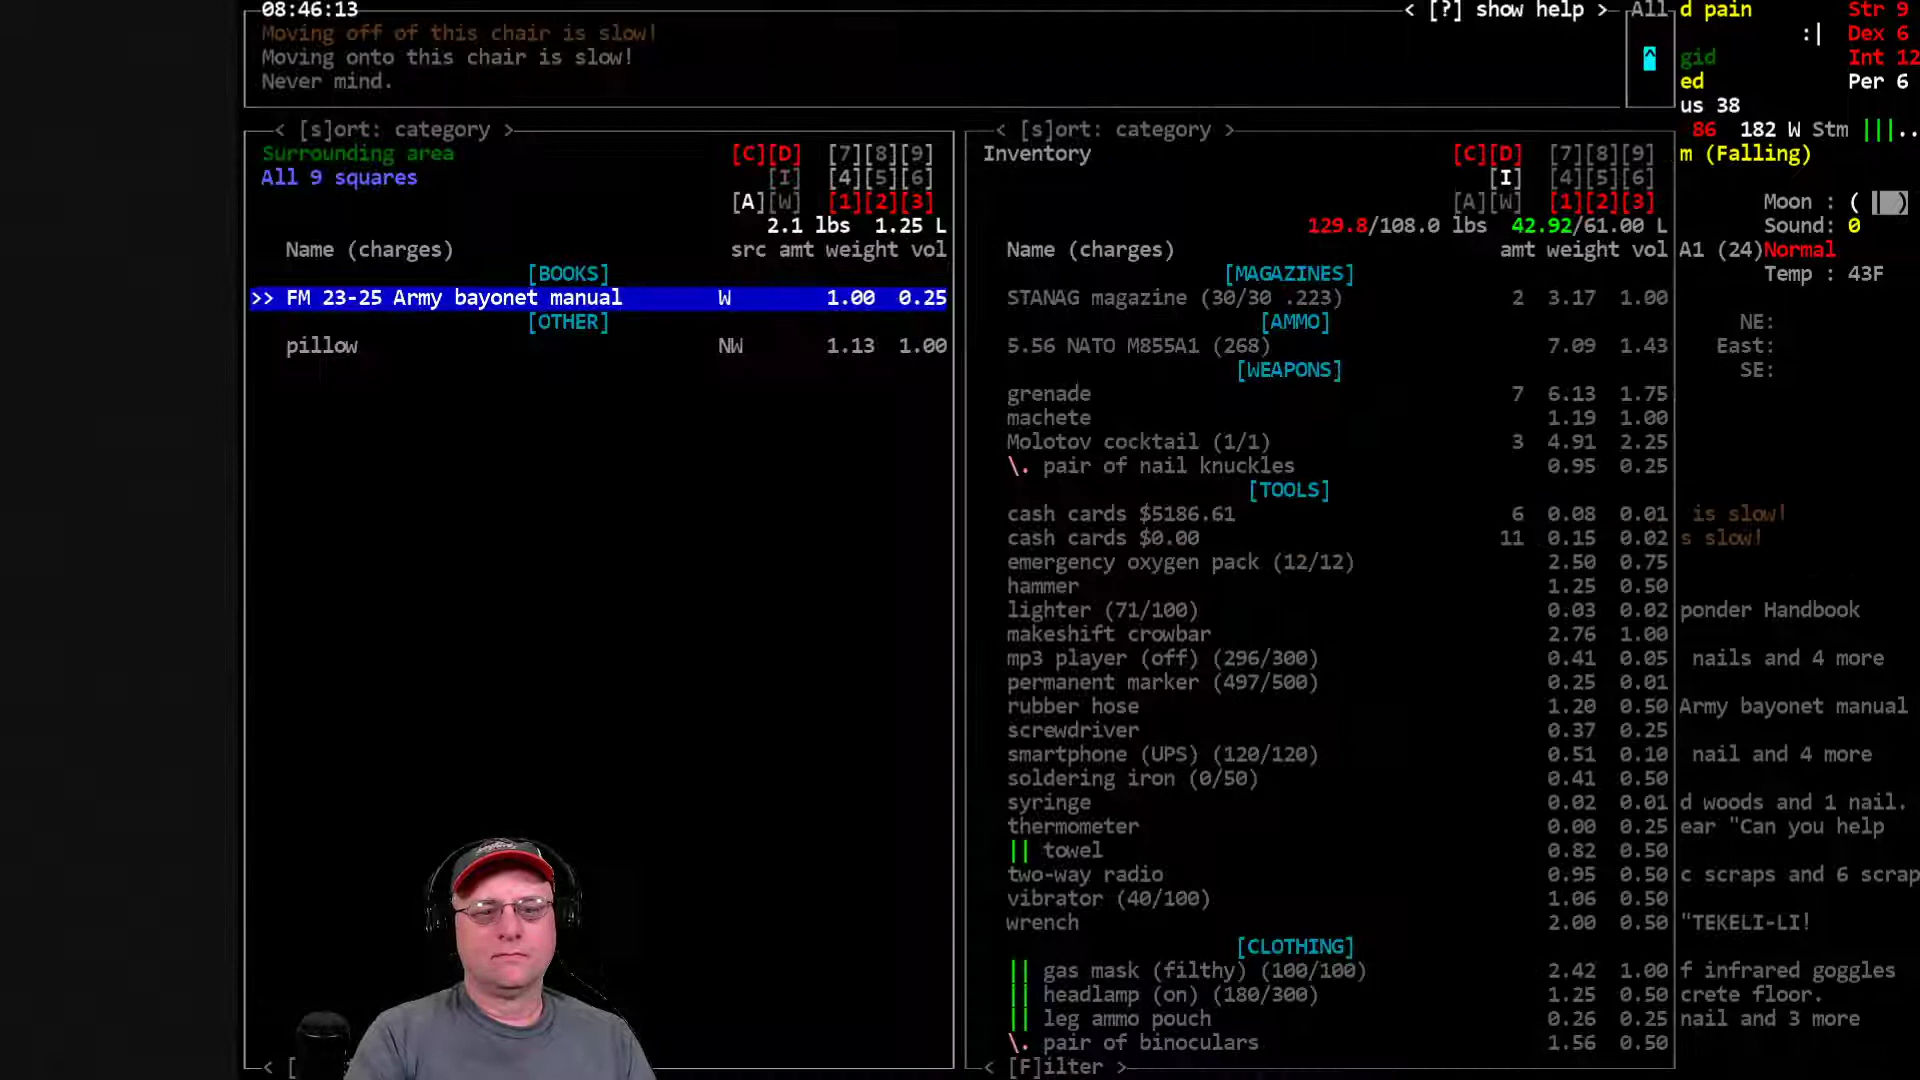 08:46:13
< [?] show help >
All
d pain
Str 9
Moving off of this chair is slow!
:|
Dex 6
Moving onto this chair is slow!
^
gid
Int 12
Never mind.
ed
Per 6
us 38
< [s]ort: category >
< [s]ort: category >
86 182 W Stm |||..
Surrounding area
[C][D] [7][8][9]
Inventory
[C][D] [7][8][9]
m (Falling)
All 9 squares
[I] [4][5][6]
[I] [4][5][6]
[A][W] [1][2][3]
[A][W] [1][2][3]
Moon : ( | )
2.1 lbs 1.25 L
129.8/108.0 lbs 42.92/61.00 L
Sound: 0
Name (charges) src amt weight vol
Name (charges) amt weight vol
A1 (24)Normal
[BOOKS]
[MAGAZINES]
Temp : 43F
>> FM 23-25 Army bayonet manual W 1.00 0.25
STANAG magazine (30/30 .223) 2 3.17 1.00
[OTHER]
[AMMO]
NE:
pillow NW 1.13 1.00
5.56 NATO M855A1 (268) 7.09 1.43
East:
[WEAPONS]
SE:
grenade 7 6.13 1.75
machete 1.19 1.00
Molotov cocktail (1/1) 3 4.91 2.25
\. pair of nail knuckles 0.95 0.25
[TOOLS]
cash cards $5186.61 6 0.08 0.01
is slow!
cash cards $0.00 11 0.15 0.02
s slow!
emergency oxygen pack (12/12) 2.50 0.75
hammer 1.25 0.50
lighter (71/100) 0.03 0.02
ponder Handbook
makeshift crowbar 2.76 1.00
mp3 player (off) (296/300) 0.41 0.05
nails and 4 more
permanent marker (497/500) 0.25 0.01
rubber hose 1.20 0.50
Army bayonet manual
screwdriver 0.37 0.25
smartphone (UPS) (120/120) 0.51 0.10
nail and 4 more
soldering iron (0/50) 0.41 0.50
syringe 0.02 0.01
d woods and 1 nail.
thermometer 0.00 0.25
ear "Can you help
|| towel 0.82 0.50
two-way radio 0.95 0.50
c scraps and 6 scrap
vibrator (40/100) 1.06 0.50
wrench 2.00 0.50
"TEKELI-LI!
[CLOTHING]
|| gas mask (filthy) (100/100) 2.42 1.00
f infrared goggles
|| headlamp (on) (180/300) 1.25 0.50
crete floor.
|| leg ammo pouch 0.26 0.25
nail and 3 more
\. pair of binoculars 1.56 0.50
< [
< [F]ilter >